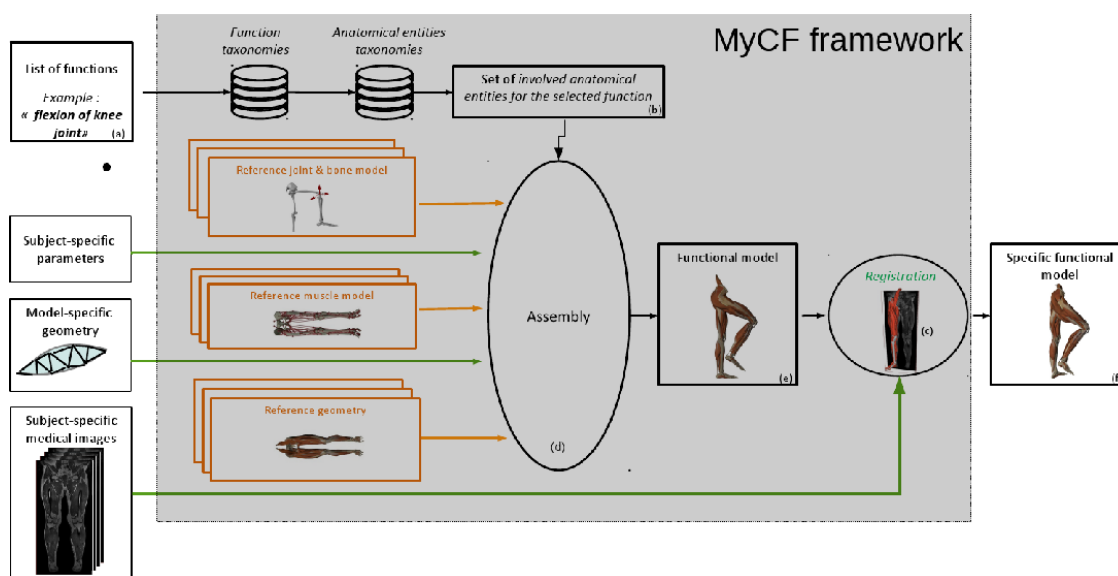 MyCF framework
Function
taxonomies
Anatomical entities
taxonomies
List of functions
Example :
« flexion of knee
joint»
(a)
Set of involved anatomical
entities for the selected function
(b)
Reference joint & bone model
Subject-specific
parameters
Reference muscle model
Model-specific
geometry
Reference geometry
Subject-specific
medical images
Assembly
(d)
Functional model
(e)
Registration
(c)
Specific functional
model
(f)